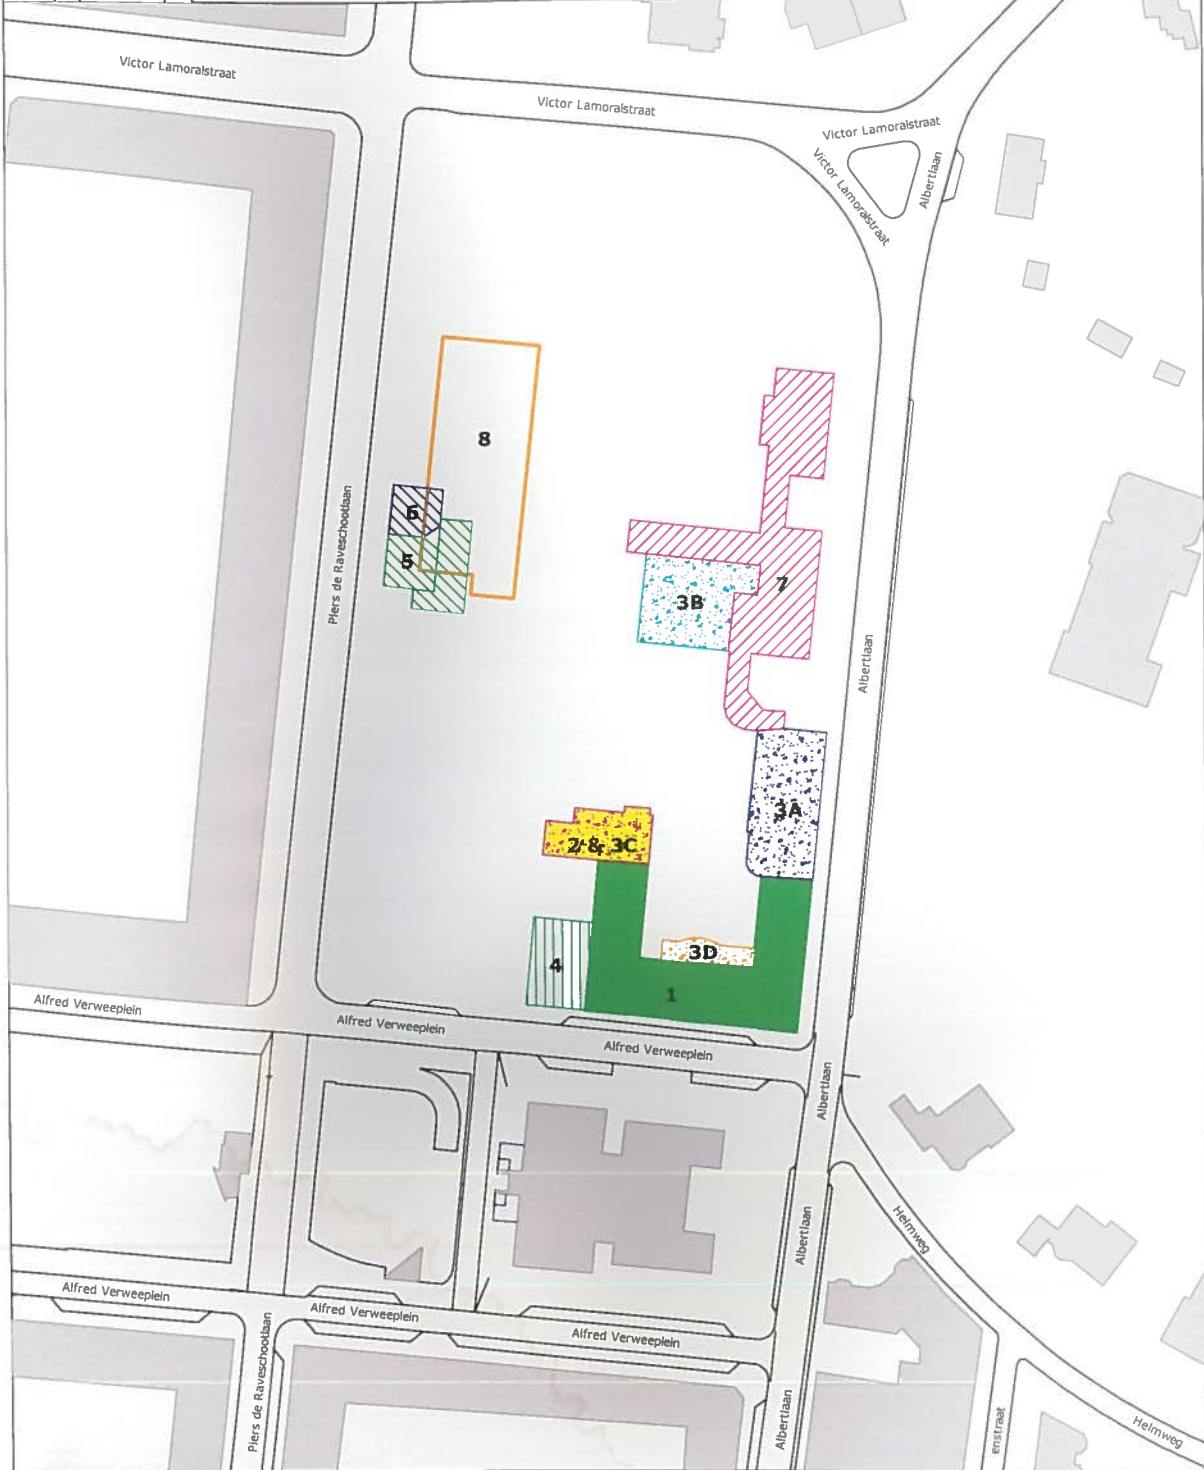 Victor Lamoralstraat
Victor Lamoralstraat
Victor Lamoralstraat
Victor Lamoralstraat
Albertlaan
8
6
5
Piers de Raveschootlaan
3B
7
Albertlaan
3A
2 & 3C
3D
4
1
Alfred Verweeplein
Alfred Verweeplein
Alfred Verweeplein
Albertlaan
Albertlaan
Helmweg
Alfred Verweeplein
Alfred Verweeplein
Alfred Verweeplein
Piers de Raveschootlaan
Albertlaan
enstraat
Helmweg